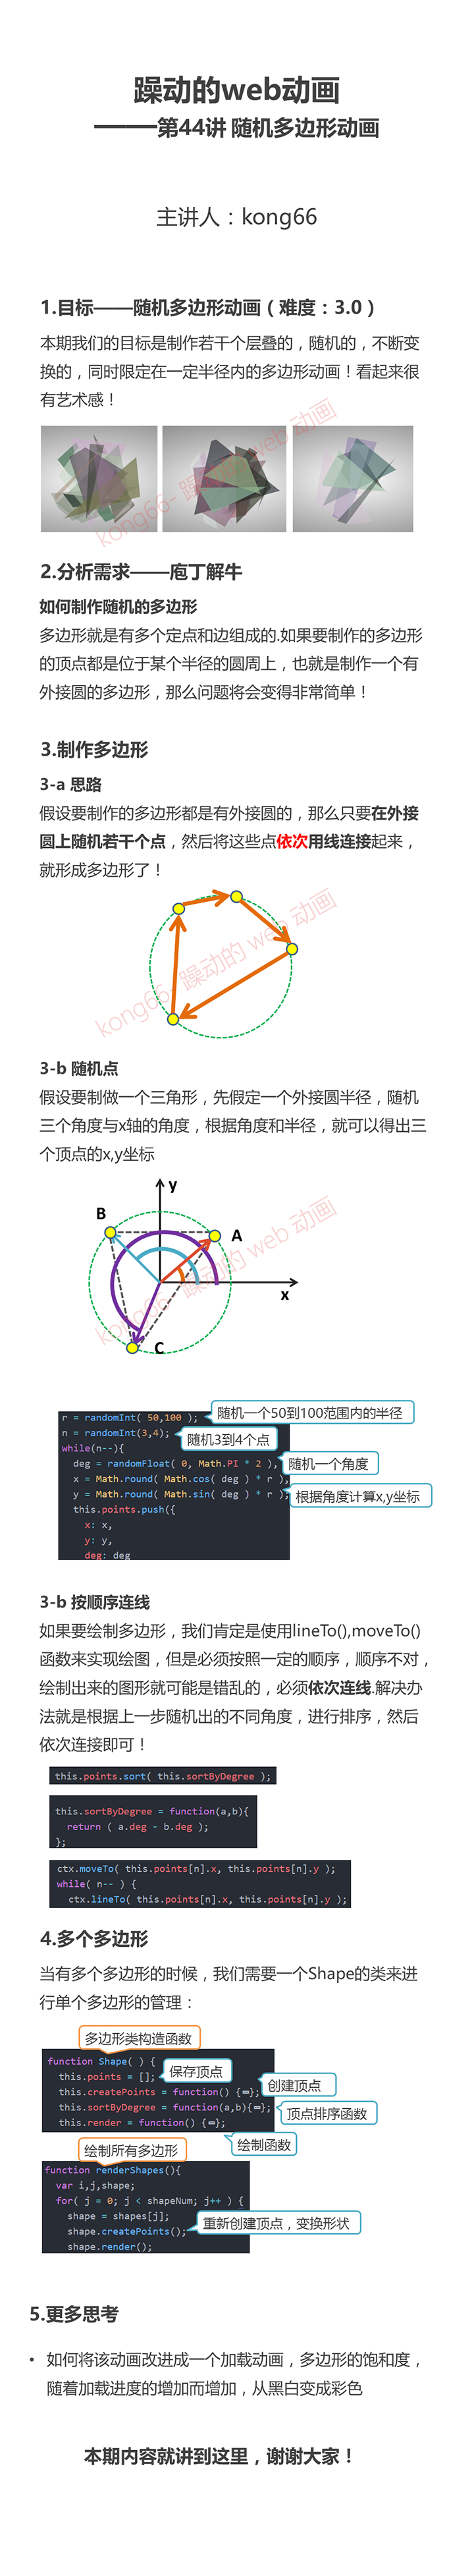 躁动的web动画
——第44讲 随机多边形动画
主讲人：kong66
1.目标——随机多边形动画（难度：3.0）
本期我们的目标是制作若干个层叠的，随机的，不断变
换的，同时限定在一定半径内的多边形动画！看起来很
有艺术感！
kong66- 躁动的 web 动画
2.分析需求——庖丁解牛
如何制作随机的多边形
多边形就是有多个定点和边组成的.如果要制作的多边形
的顶点都是位于某个半径的圆周上，也就是制作一个有
外接圆的多边形，那么问题将会变得非常简单！
3.制作多边形
3-a 思路
假设要制作的多边形都是有外接圆的，那么只要在外接
圆上随机若干个点，然后将这些点依次用线连接起来，
就形成多边形了！
kong66- 躁动的 web 动画
3-b 随机点
假设要制做一个三角形，先假定一个外接圆半径，随机
三个角度与x轴的角度，根据角度和半径，就可以得出三
个顶点的x,y坐标
y
B
A
x
C
kong66- 躁动的 web 动画
r = randomInt( 50,100 );
随机一个50到100范围内的半径
n = randomInt(3,4);
随机3到4个点
while(n--){
deg = randomFloat( 0, Math.PI * 2 ),
随机一个角度
x = Math.round( Math.cos( deg ) * r ),
y = Math.round( Math.sin( deg ) * r );
根据角度计算x,y坐标
this.points.push({
x: x,
y: y,
deg: deg
3-b 按顺序连线
如果要绘制多边形，我们肯定是使用lineTo(),moveTo()
函数来实现绘图，但是必须按照一定的顺序，顺序不对，
绘制出来的图形就可能是错乱的，必须依次连线.解决办
法就是根据上一步随机出的不同角度，进行排序，然后
依次连接即可！
this.points.sort( this.sortByDegree );
this.sortByDegree = function(a,b){
return ( a.deg - b.deg );
};
ctx.moveTo( this.points[n].x, this.points[n].y );
while( n-- ) {
ctx.lineTo( this.points[n].x, this.points[n].y );
4.多个多边形
当有多个多边形的时候，我们需要一个Shape的类来进
行单个多边形的管理：
多边形类构造函数
function Shape( ) {
this.points = [];
保存顶点
this.createPoints = function() {};
创建顶点
this.sortByDegree = function(a,b){};
顶点排序函数
this.render = function() {};
绘制函数
绘制所有多边形
function renderShapes(){
var i,j,shape;
for( j = 0; j < shapeNum; j++ ) {
shape = shapes[j];
shape.createPoints();
重新创建顶点，变换形状
shape.render();
5.更多思考
• 如何将该动画改进成一个加载动画，多边形的饱和度，
随着加载进度的增加而增加，从黑白变成彩色
本期内容就讲到这里，谢谢大家！